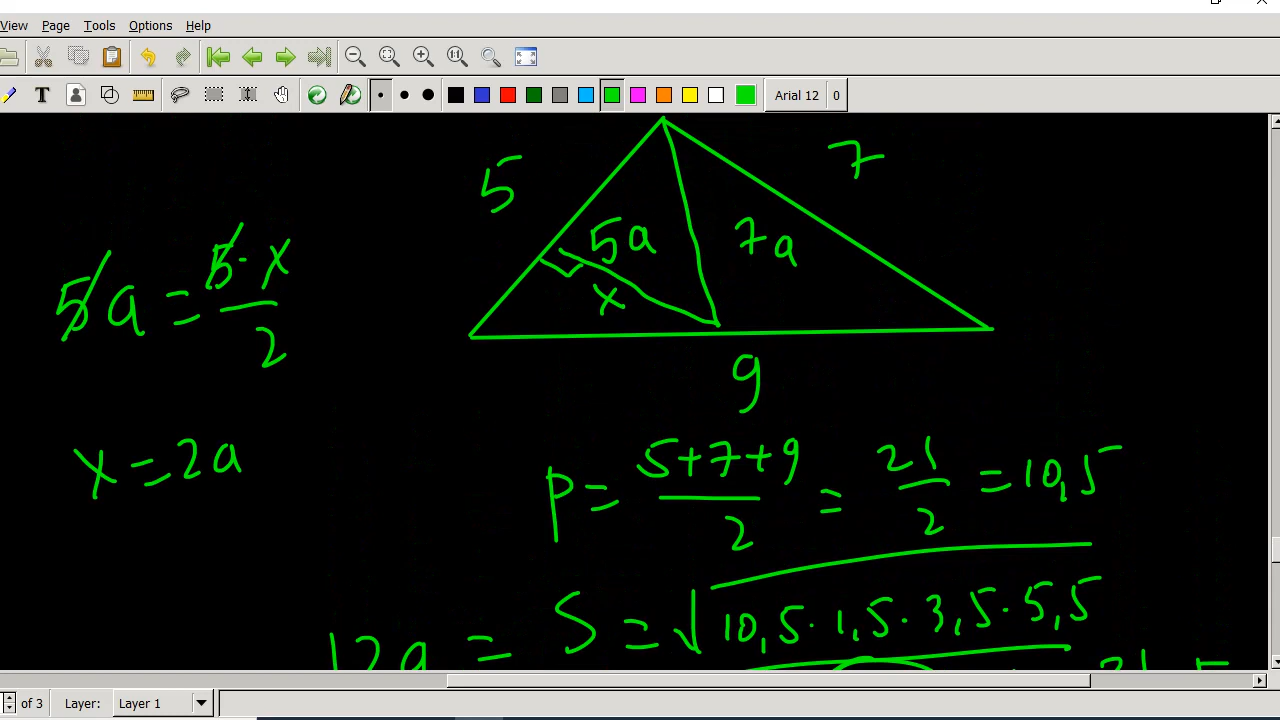 View Page Tools Options Help
T Arial 12 0
5 7
5a 7a
x
9
5a = 5·x/2
x = 2a
p = 5+7+9/2 = 21/2 = 10,5
S = √10,5·1,5·3,5·5,5
12a =
of 3 Layer: Layer 1